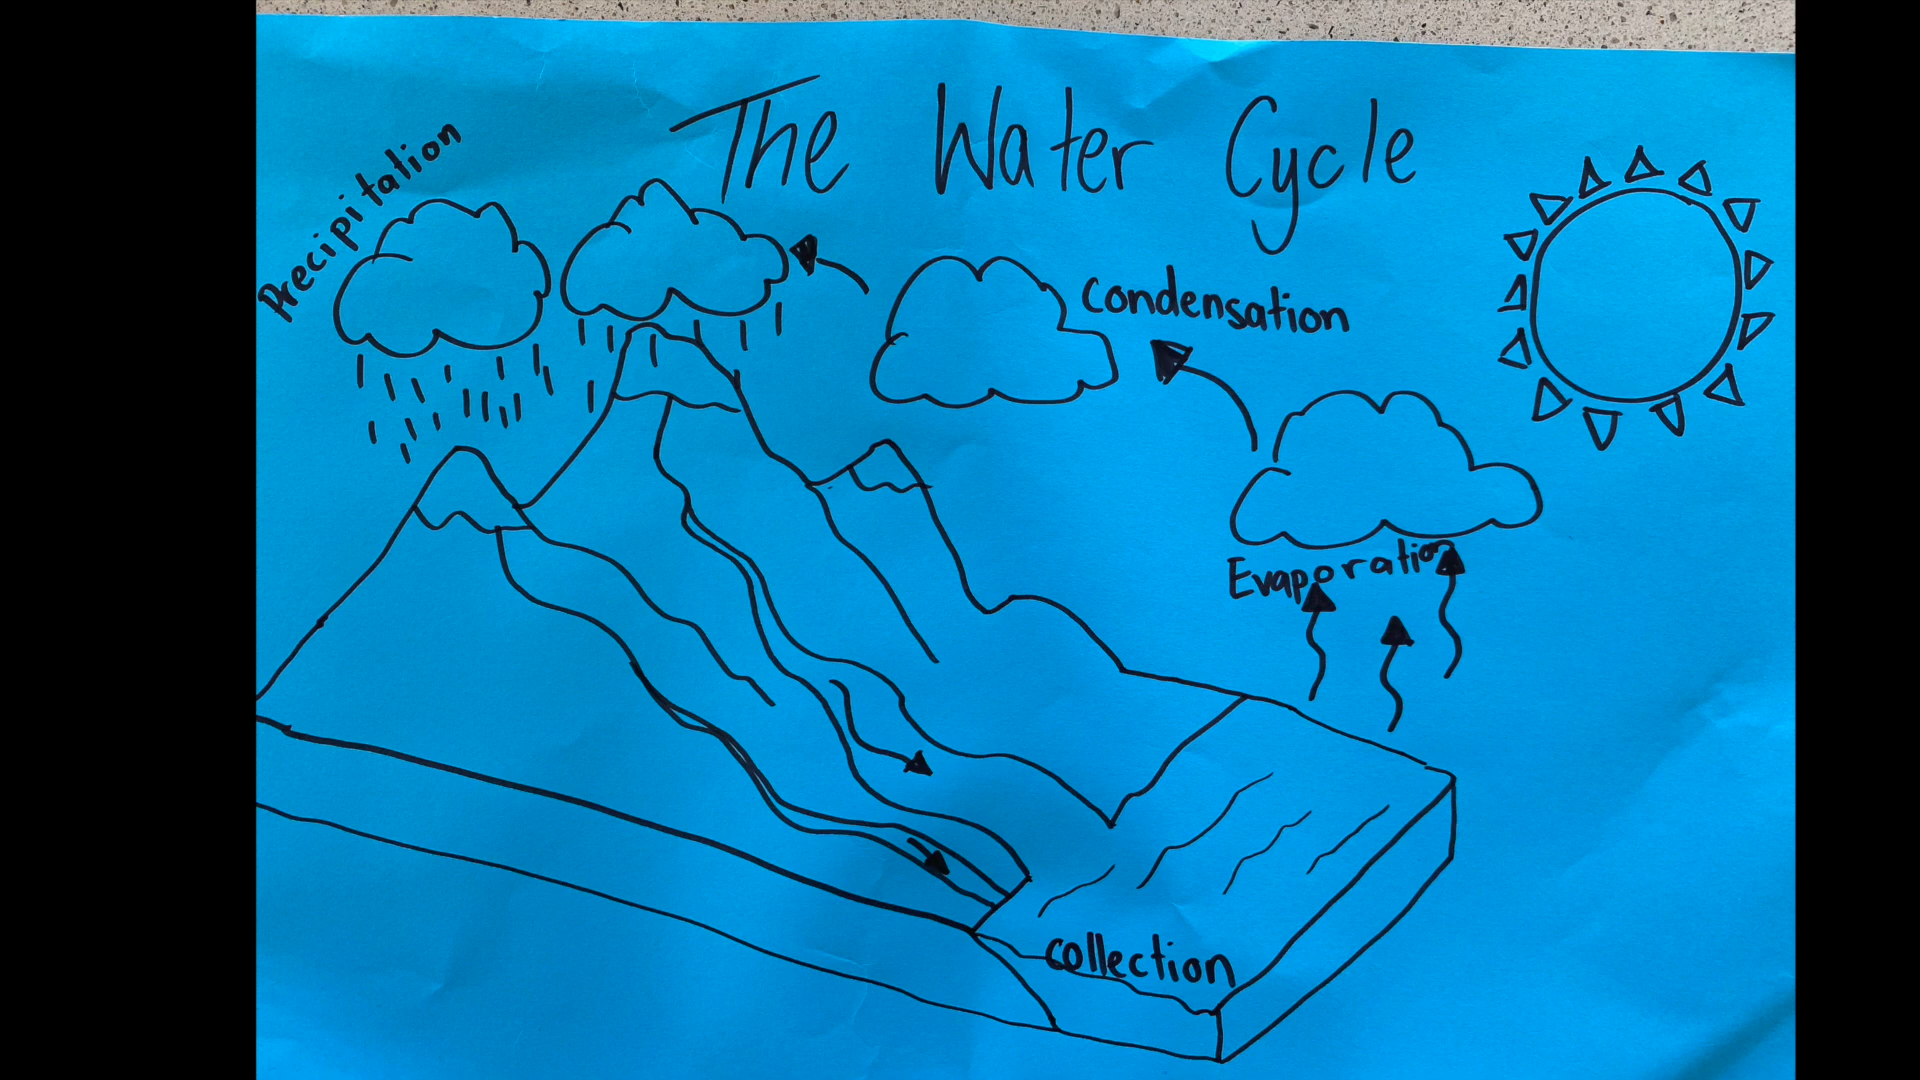 The Water Cycle
Precipitation
condensation
Evaporation
collection